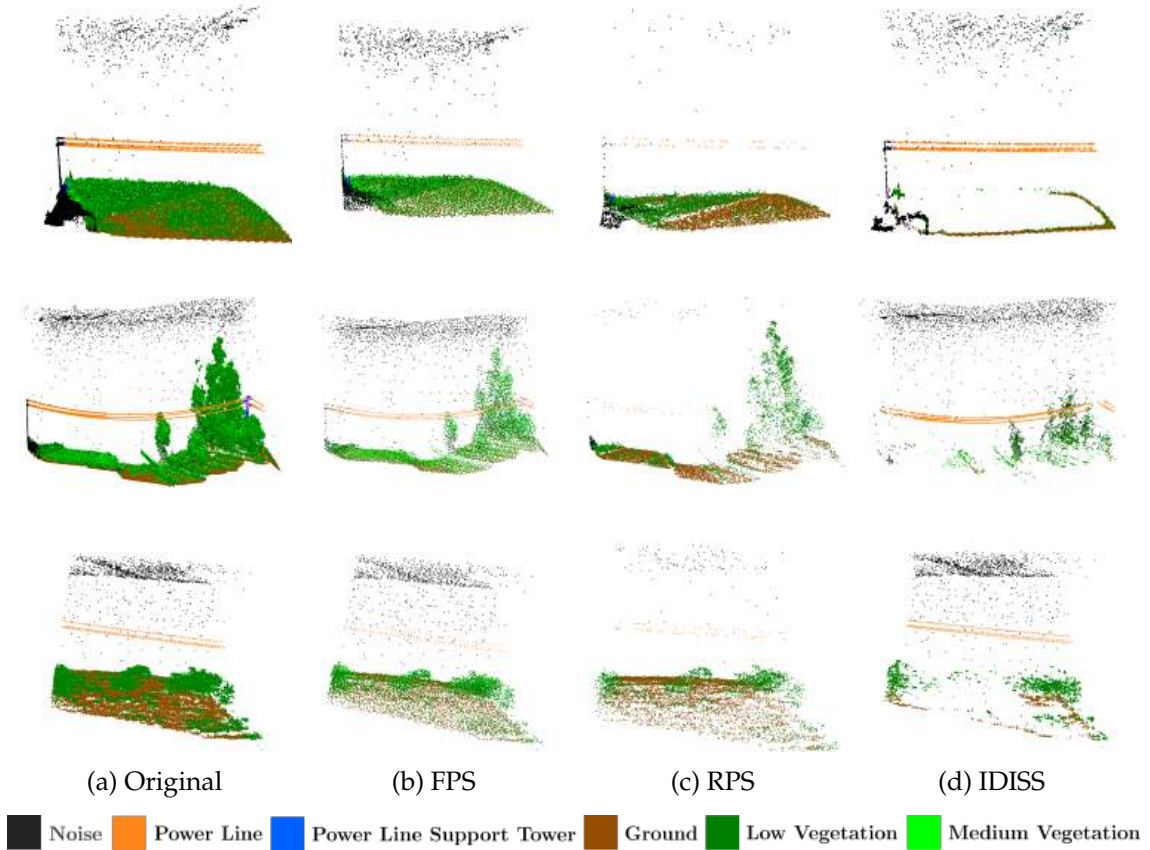 (a) Original (b) FPS (c) RPS (d) IDISS
Noise Power Line Power Line Support Tower Ground Low Vegetation Medium Vegetation